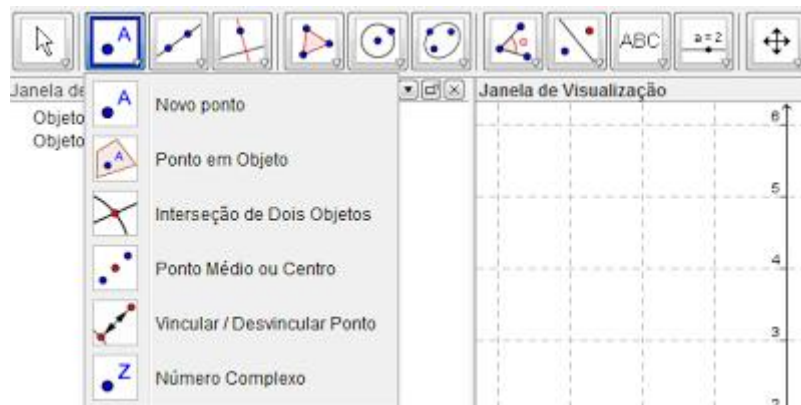 A
ABC
a = 2
Janela de
Janela de Visualização
Objeto
Objeto
A
Novo ponto
A
Ponto em Objeto
Interseção de Dois Objetos
Ponto Médio ou Centro
Vincular / Desvincular Ponto
Z
Número Complexo
6
5
4
3
2